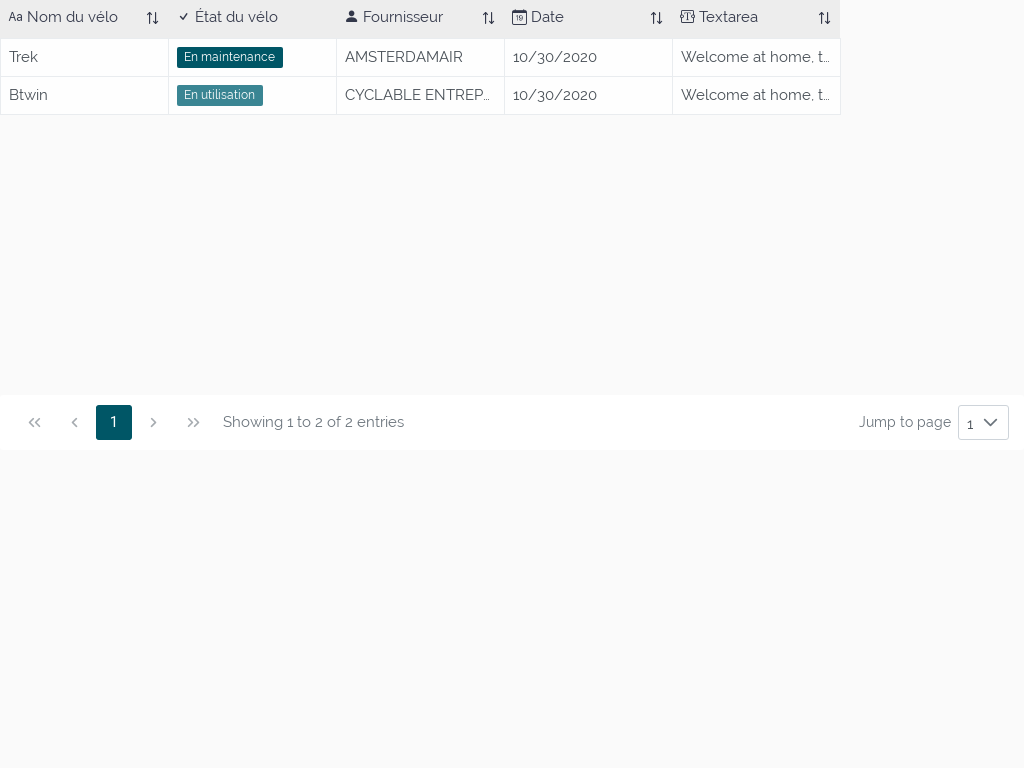 Aa Nom du vélo État du vélo Fournisseur 19 Date Textarea
Trek En maintenance AMSTERDAMAIR 10/30/2020 Welcome at home, t…
Btwin En utilisation CYCLABLE ENTREP… 10/30/2020 Welcome at home, t…
1 Showing 1 to 2 of 2 entries Jump to page 1